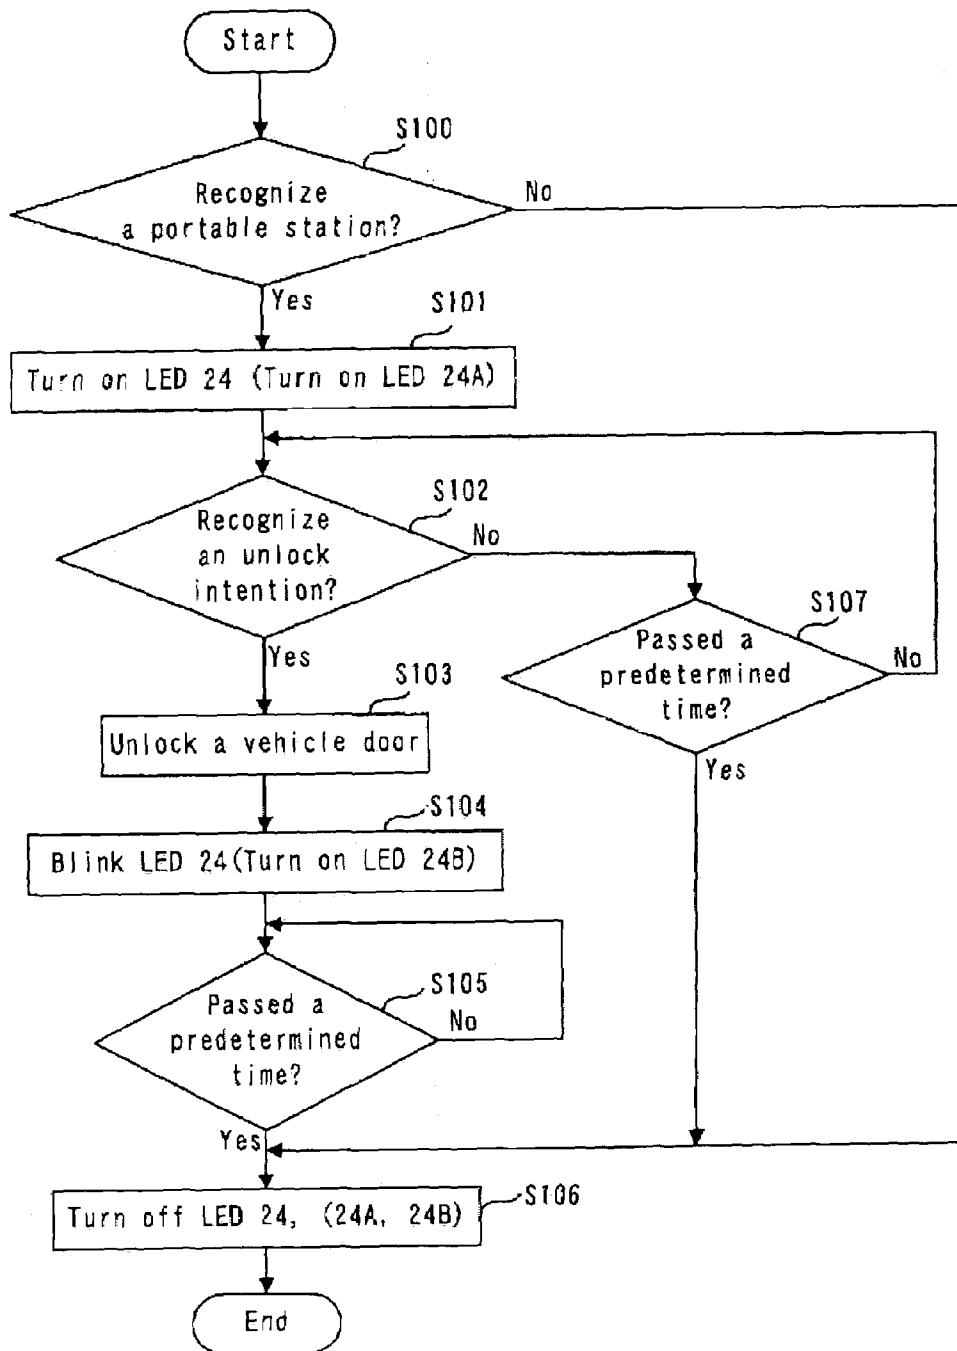 Start
S100
Recognize
a portable station?
No
Yes
S101
Turn on LED 24 (Turn on LED 24A)
S102
Recognize
an unlock
intention?
No
Yes
S107
Passed a
predetermined
time?
No
Yes
S103
Unlock a vehicle door
S104
Blink LED 24(Turn on LED 24B)
S105
Passed a
predetermined
time?
No
Yes
S106
Turn off LED 24, (24A, 24B)
End